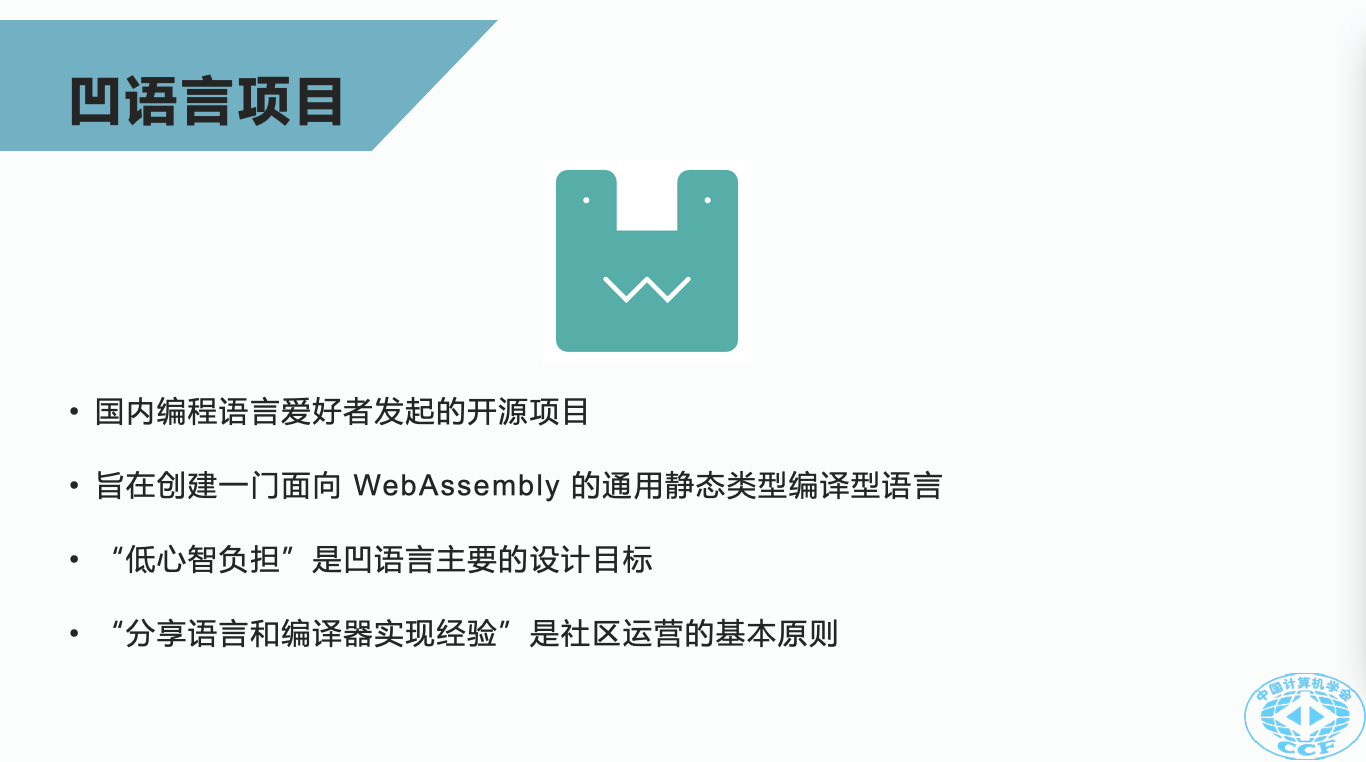 凹语言项目
• 国内编程语言爱好者发起的开源项目
• 旨在创建一门面向 WebAssembly 的通用静态类型编译型语言
• “低心智负担”是凹语言主要的设计目标
• “分享语言和编译器实现经验”是社区运营的基本原则
中国计算机学会
CCF